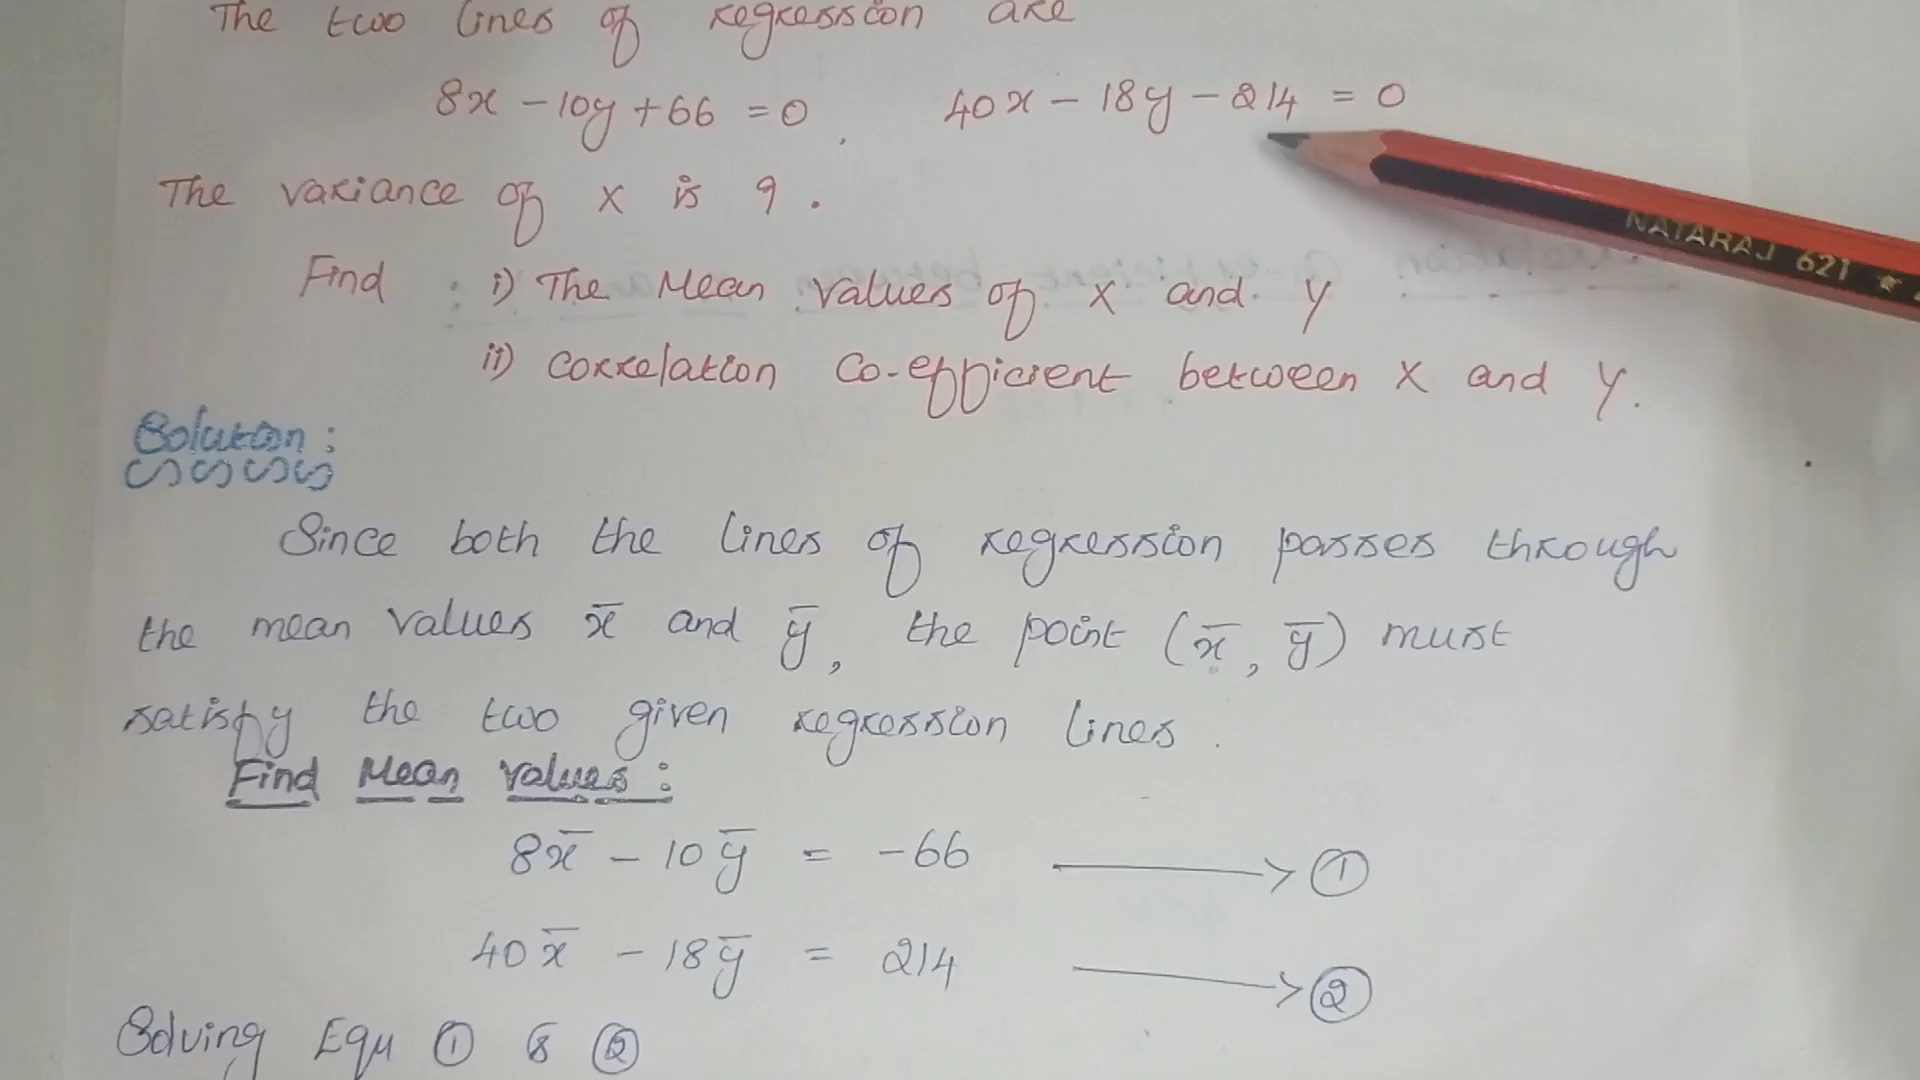 The two lines of regression are
8x - 10y + 66 = 0, 40x - 18y - 214 = 0
The variance of x is 9.
Find : i) The Mean values of x and y
ii) Correlation Co-efficient between x and y.
Solution:
Since both the lines of regression passes through
the mean values x̅ and y̅, the point (x̅, y̅) must
satisfy the two given regression lines.
Find Mean values:
8x̅ - 10y̅ = -66 → ①
40x̅ - 18y̅ = 214 → ②
Solving Equ ① & ②
NATARAJ 621